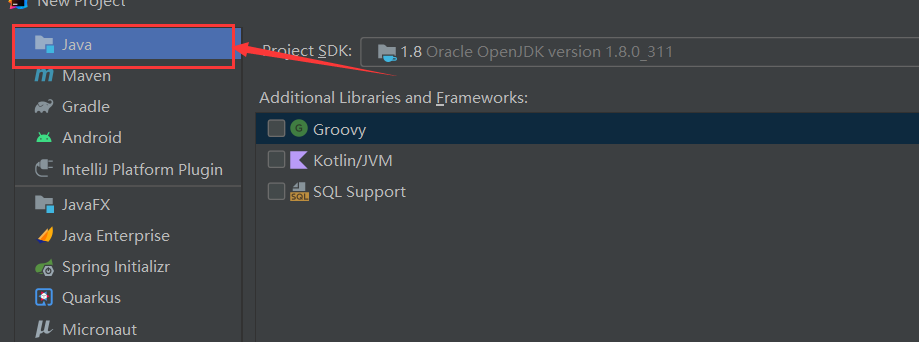 New Project
Java
Maven
Gradle
Android
IntelliJ Platform Plugin
JavaFX
Java Enterprise
Spring Initializr
Quarkus
Micronaut
Project SDK:
1.8 Oracle OpenJDK version 1.8.0_311
Additional Libraries and Frameworks:
G Groovy
Kotlin/JVM
SQL SQL Support